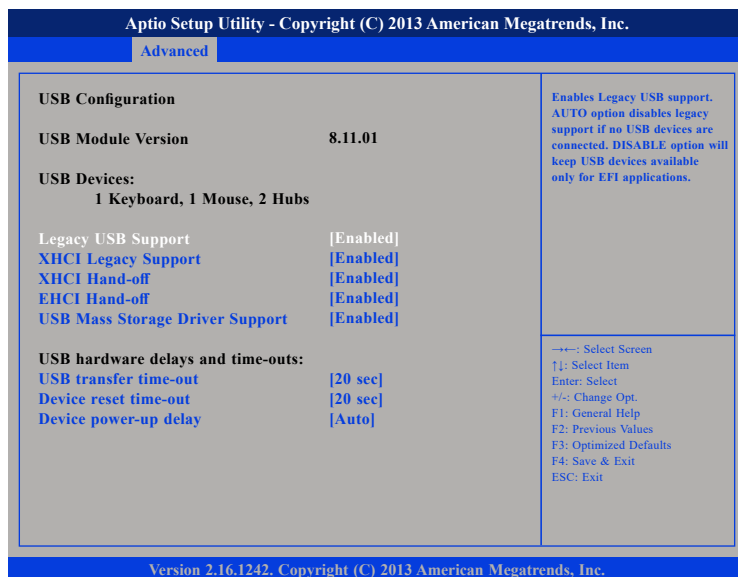 Aptio Setup Utility - Copyright (C) 2013 American Megatrends, Inc.
Advanced
USB Configuration
USB Module Version 8.11.01
USB Devices:
1 Keyboard, 1 Mouse, 2 Hubs
Legacy USB Support [Enabled]
XHCI Legacy Support [Enabled]
XHCI Hand-off [Enabled]
EHCI Hand-off [Enabled]
USB Mass Storage Driver Support [Enabled]
USB hardware delays and time-outs:
USB transfer time-out [20 sec]
Device reset time-out [20 sec]
Device power-up delay [Auto]
Enables Legacy USB support.
AUTO option disables legacy
support if no USB devices are
connected. DISABLE option will
keep USB devices available
only for EFI applications.
→←: Select Screen
↑↓: Select Item
Enter: Select
+/-: Change Opt.
F1: General Help
F2: Previous Values
F3: Optimized Defaults
F4: Save & Exit
ESC: Exit
Version 2.16.1242. Copyright (C) 2013 American Megatrends, Inc.